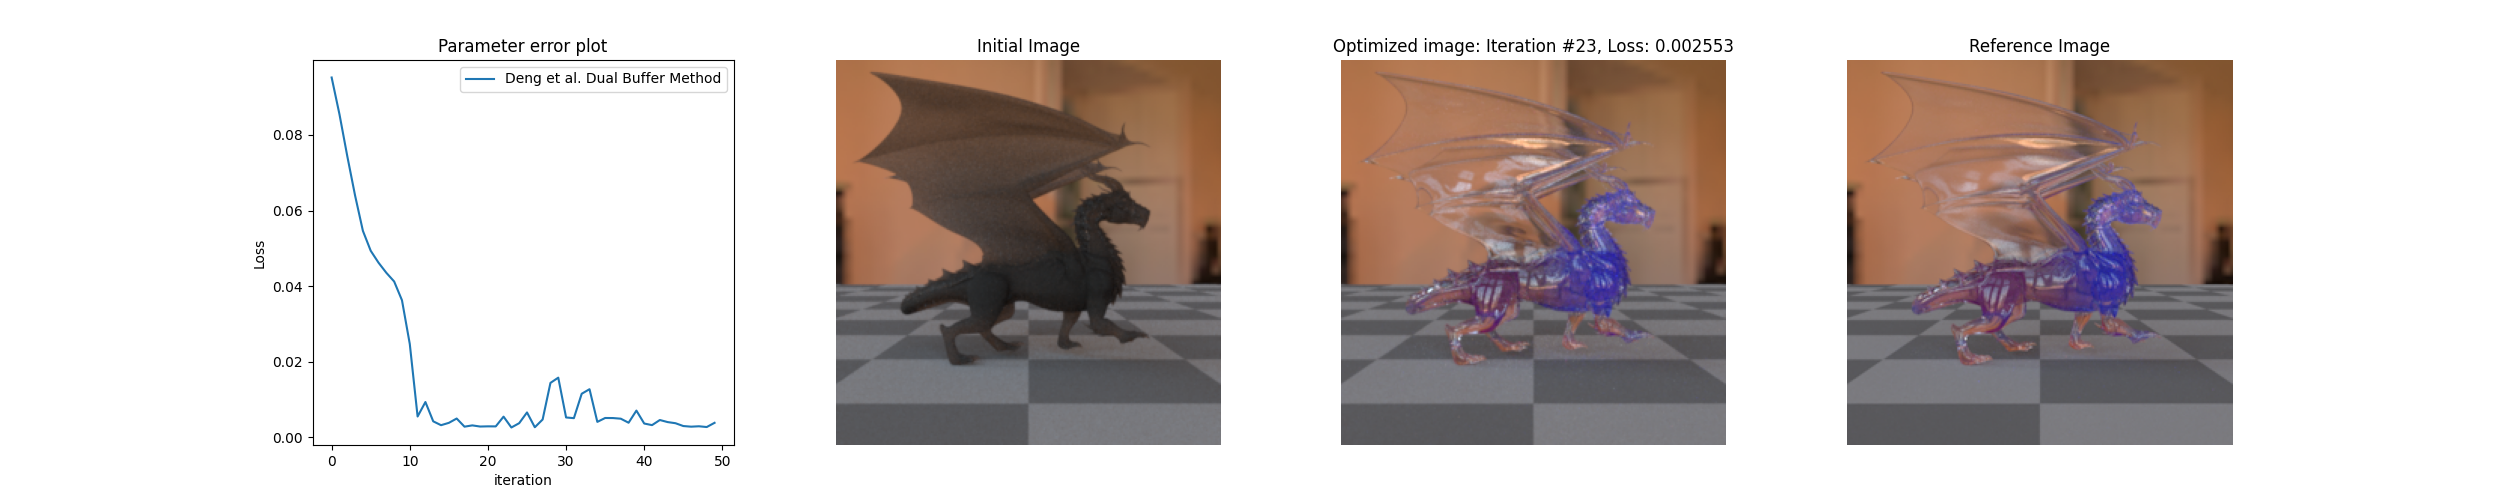 Parameter error plot
Deng et al. Dual Buffer Method
0.08
0.06
0.04
0.02
0.00
Loss
0 10 20 30 40 50
iteration
Initial Image
Optimized image: Iteration #23, Loss: 0.002553
Reference Image